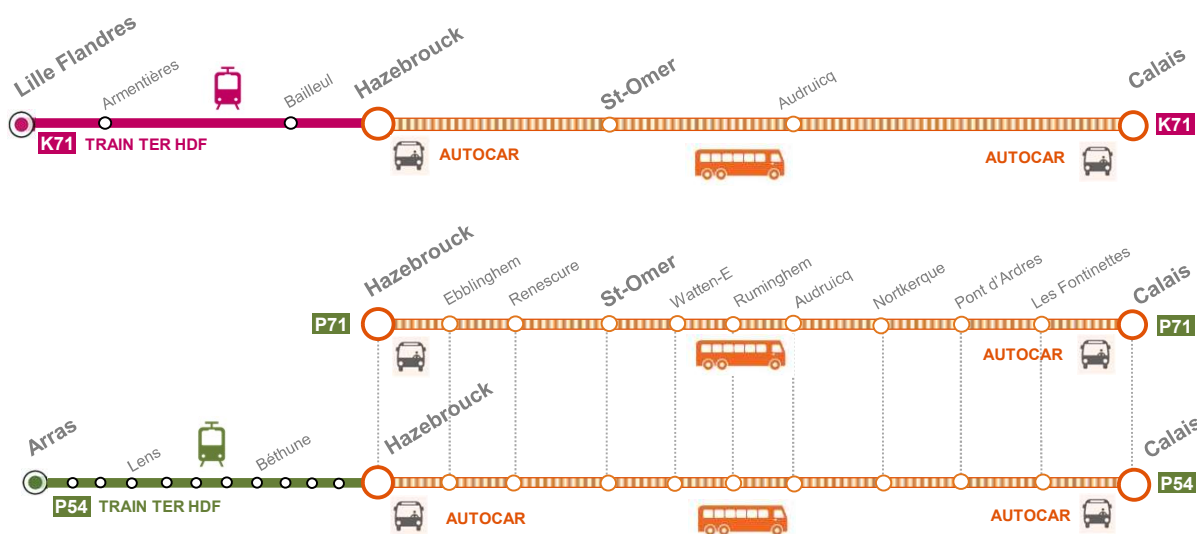 Lille Flandres
Armentières
Bailleul
Hazebrouck
St-Omer
Audruicq
Calais
K71 TRAIN TER HDF
K71
AUTOCAR
AUTOCAR
Hazebrouck
Ebblinghem
Renescure
St-Omer
Watten-E
Ruminghem
Audruicq
Nortkerque
Pont d'Ardres
Les Fontinettes
Calais
P71
P71
AUTOCAR
Arras
Lens
Béthune
Hazebrouck
Calais
P54 TRAIN TER HDF
P54
AUTOCAR
AUTOCAR